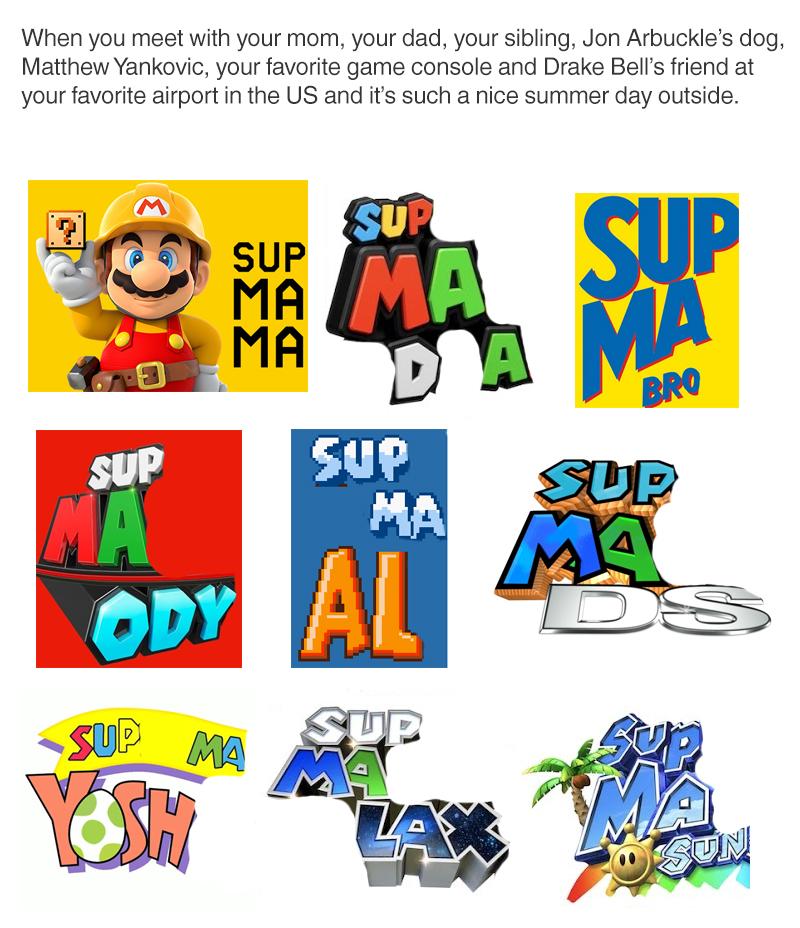 When you meet with your mom, your dad, your sibling, Jon Arbuckle’s dog,
Matthew Yankovic, your favorite game console and Drake Bell’s friend at
your favorite airport in the US and it’s such a nice summer day outside.
M
?
SUP
MA
MA
SUP
MA
D A
SUP
MA
BRO
SUP
MA
ODY
SUP
MA
AL
SUP
MA
DS
SUP MA
YOSH
SUP
MA
LAX
SUP
MA
SUN